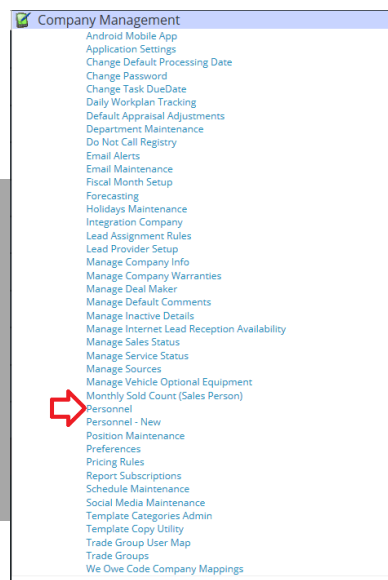 Company Management
Android Mobile App
Application Settings
Change Default Processing Date
Change Password
Change Task DueDate
Daily Workplan Tracking
Default Appraisal Adjustments
Department Maintenance
Do Not Call Registry
Email Alerts
Email Maintenance
Fiscal Month Setup
Forecasting
Holidays Maintenance
Integration Company
Lead Assignment Rules
Lead Provider Setup
Manage Company Info
Manage Company Warranties
Manage Deal Maker
Manage Default Comments
Manage Inactive Details
Manage Internet Lead Reception Availability
Manage Sales Status
Manage Service Status
Manage Sources
Manage Vehicle Optional Equipment
Monthly Sold Count (Sales Person)
Personnel
Personnel - New
Position Maintenance
Preferences
Pricing Rules
Report Subscriptions
Schedule Maintenance
Social Media Maintenance
Template Categories Admin
Template Copy Utility
Trade Group User Map
Trade Groups
We Owe Code Company Mappings